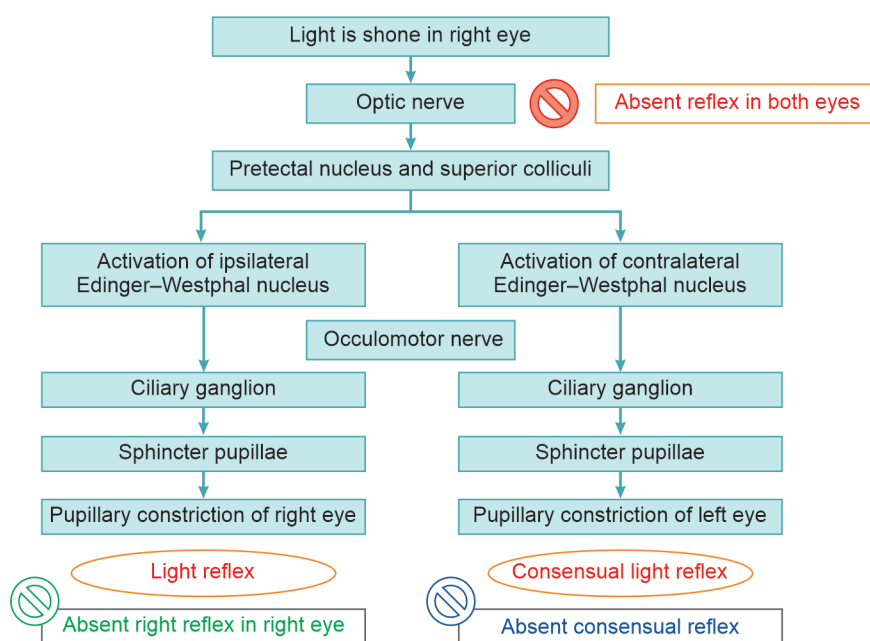 Light is shone in right eye
Optic nerve
Absent reflex in both eyes
Pretectal nucleus and superior colliculi
Activation of ipsilateral
Edinger–Westphal nucleus
Activation of contralateral
Edinger–Westphal nucleus
Occulomotor nerve
Ciliary ganglion
Ciliary ganglion
Sphincter pupillae
Sphincter pupillae
Pupillary constriction of right eye
Pupillary constriction of left eye
Light reflex
Consensual light reflex
Absent right reflex in right eye
Absent consensual reflex